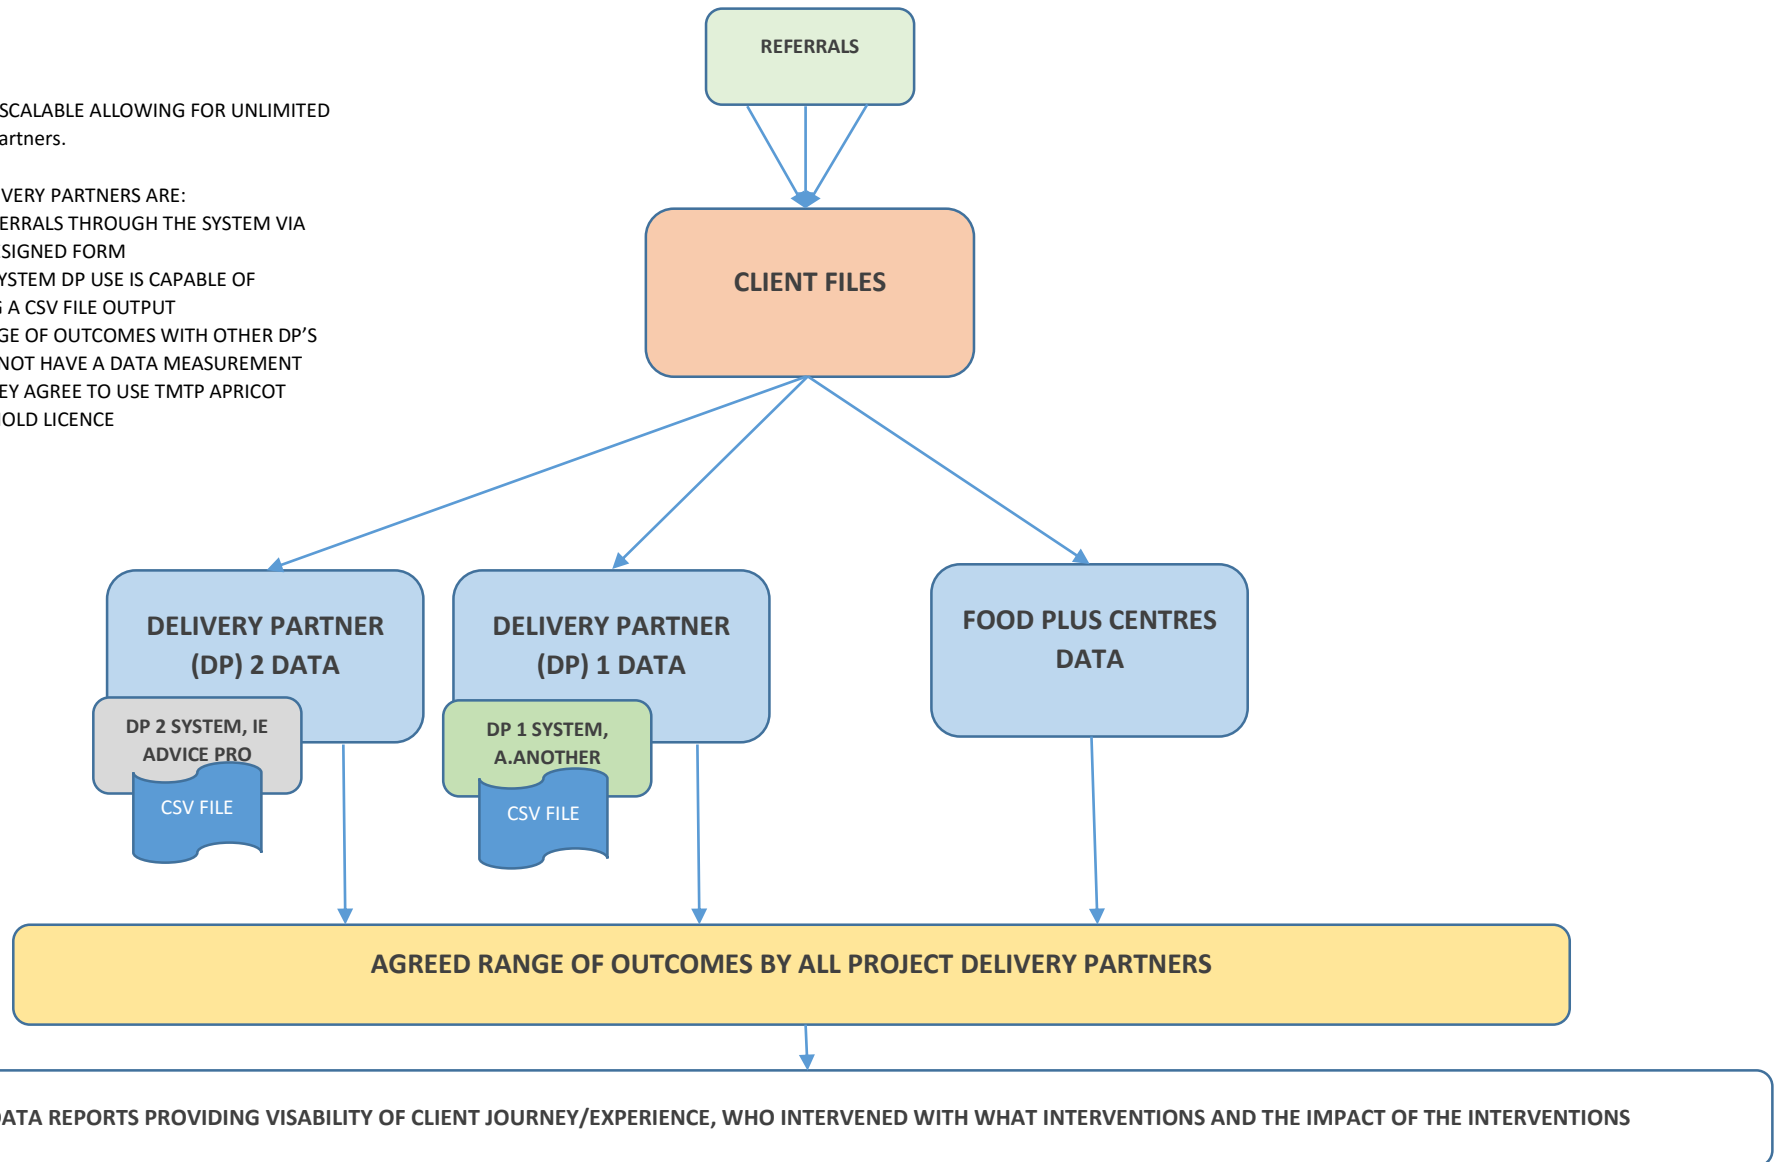 REFERRALS
SCALABLE ALLOWING FOR UNLIMITED
artners.
VERY PARTNERS ARE:
ERRALS THROUGH THE SYSTEM VIA
SIGNED FORM
YSTEM DP USE IS CAPABLE OF
A CSV FILE OUTPUT
GE OF OUTCOMES WITH OTHER DP’S
NOT HAVE A DATA MEASUREMENT
EY AGREE TO USE TMTP APRICOT
HOLD LICENCE
CLIENT FILES
DELIVERY PARTNER
(DP) 2 DATA
DP 2 SYSTEM, IE
ADVICE PRO
CSV FILE
DELIVERY PARTNER
(DP) 1 DATA
DP 1 SYSTEM,
A.ANOTHER
CSV FILE
FOOD PLUS CENTRES
DATA
AGREED RANGE OF OUTCOMES BY ALL PROJECT DELIVERY PARTNERS
DATA REPORTS PROVIDING VISABILITY OF CLIENT JOURNEY/EXPERIENCE, WHO INTERVENED WITH WHAT INTERVENTIONS AND THE IMPACT OF THE INTERVENTIONS